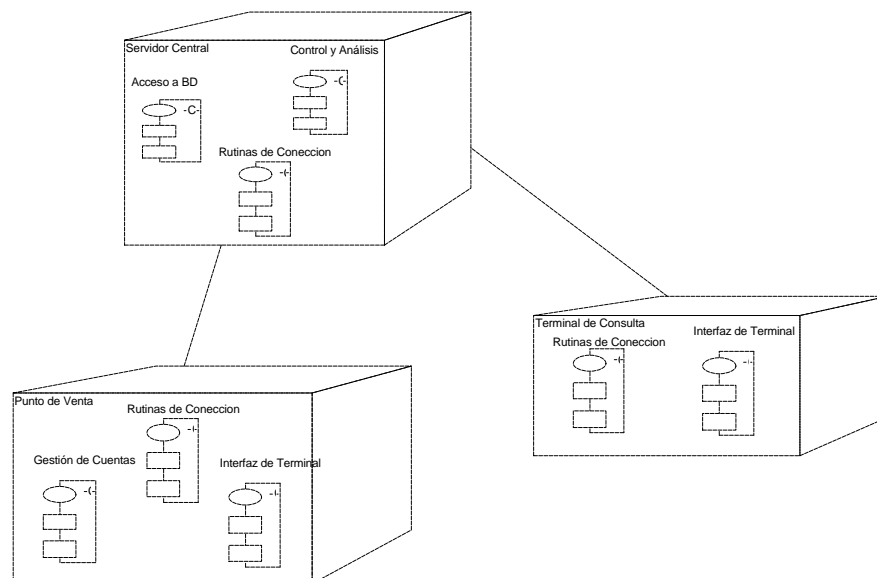 Servidor Central
Control y Análisis
Acceso a BD
-C-
Rutinas de Coneccion
Terminal de Consulta
Rutinas de Coneccion
Interfaz de Terminal
Punto de Venta
Rutinas de Coneccion
Gestión de Cuentas
Interfaz de Terminal